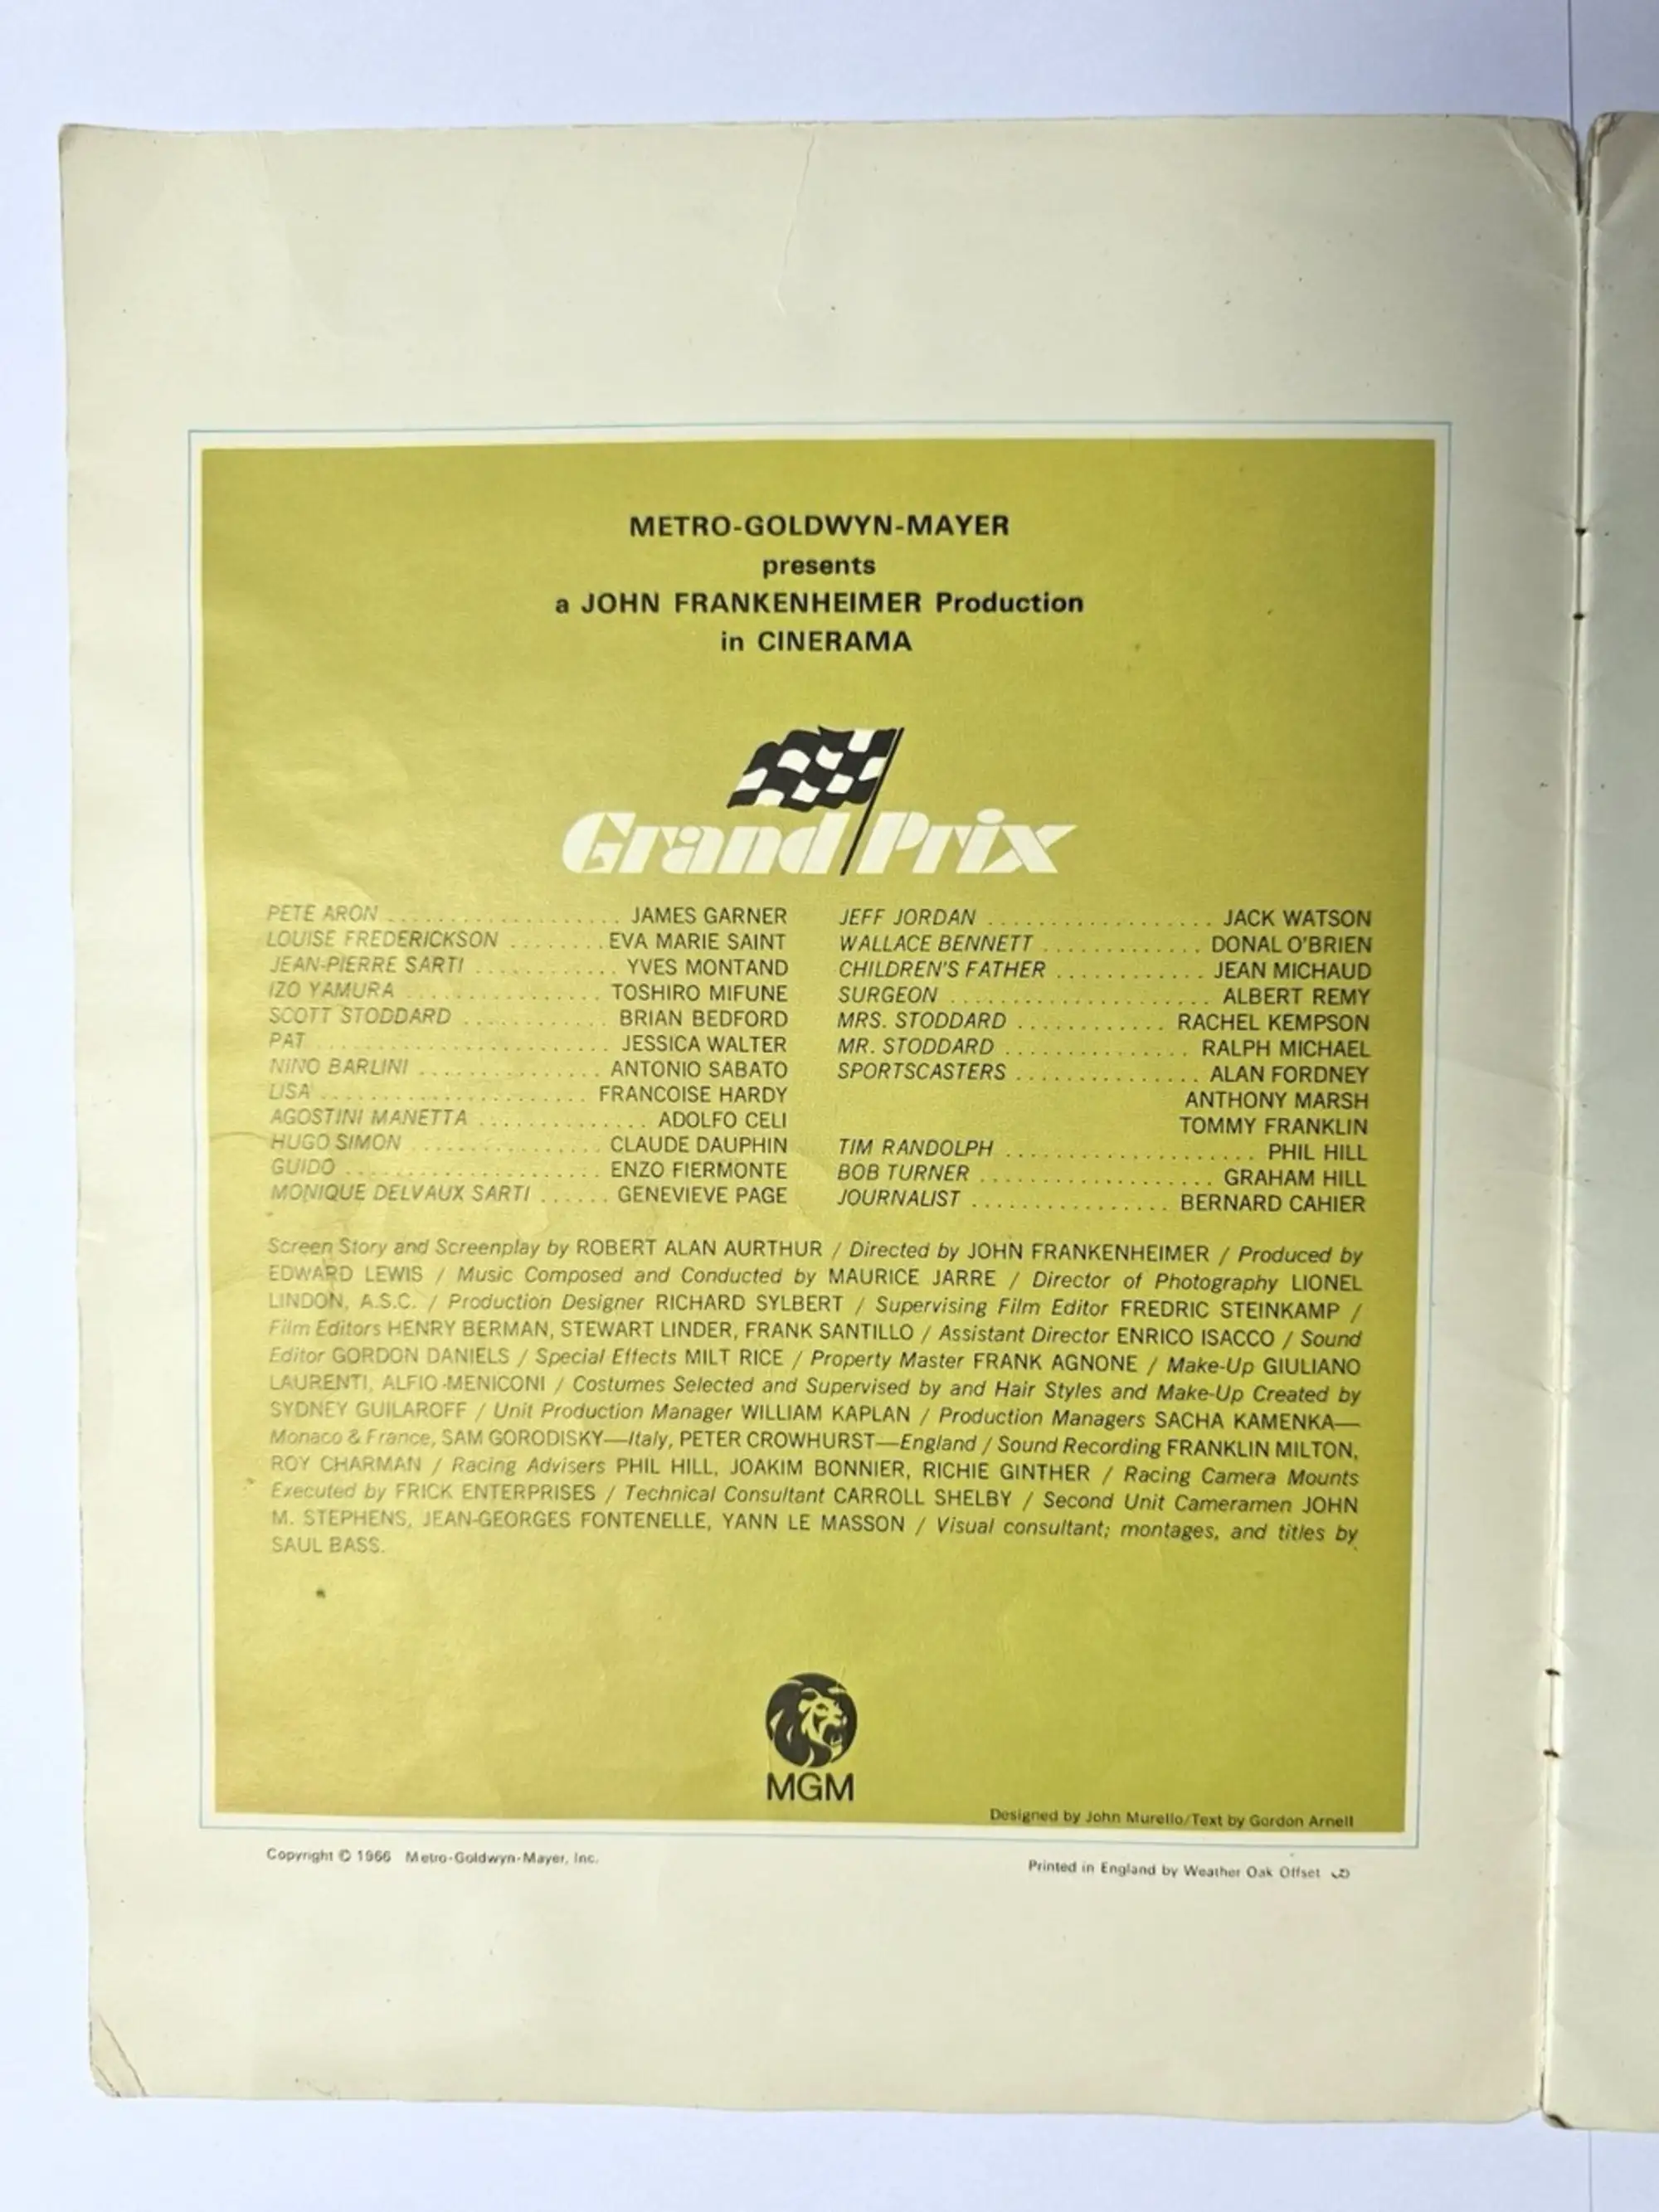 METRO-GOLDWYN-MAYER
presents
a JOHN FRANKENHEIMER Production
in CINERAMA
Grand Prix
PETE ARON .................... JAMES GARNER
LOUISE FREDERICKSON ........ EVA MARIE SAINT
JEAN-PIERRE SARTI ............ YVES MONTAND
IZO YAMURA ................ TOSHIRO MIFUNE
SCOTT STODDARD ............ BRIAN BEDFORD
PAT ........................ JESSICA WALTER
NINO BARLINI ............... ANTONIO SABATO
LISA ...................... FRANCOISE HARDY
AGOSTINI MANETTA .............. ADOLFO CELI
HUGO SIMON ................ CLAUDE DAUPHIN
GUIDO ..................... ENZO FIERMONTE
MONIQUE DELVAUX SARTI ...... GENEVIEVE PAGE
JEFF JORDAN .................. JACK WATSON
WALLACE BENNETT ............. DONAL O'BRIEN
CHILDREN'S FATHER ............ JEAN MICHAUD
SURGEON ..................... ALBERT REMY
MRS. STODDARD ............ RACHEL KEMPSON
MR. STODDARD ............... RALPH MICHAEL
SPORTSCASTERS ............... ALAN FORDNEY
ANTHONY MARSH
TOMMY FRANKLIN
TIM RANDOLPH .................... PHIL HILL
BOB TURNER ................... GRAHAM HILL
JOURNALIST ................ BERNARD CAHIER
Screen Story and Screenplay by ROBERT ALAN AURTHUR / Directed by JOHN FRANKENHEIMER / Produced by
EDWARD LEWIS / Music Composed and Conducted by MAURICE JARRE / Director of Photography LIONEL
LINDON, A.S.C. / Production Designer RICHARD SYLBERT / Supervising Film Editor FREDRIC STEINKAMP /
Film Editors HENRY BERMAN, STEWART LINDER, FRANK SANTILLO / Assistant Director ENRICO ISACCO / Sound
Editor GORDON DANIELS / Special Effects MILT RICE / Property Master FRANK AGNONE / Make-Up GIULIANO
LAURENTI, ALFIO MENICONI / Costumes Selected and Supervised by and Hair Styles and Make-Up Created by
SYDNEY GUILAROFF / Unit Production Manager WILLIAM KAPLAN / Production Managers SACHA KAMENKA—
Monaco & France, SAM GORODISKY—Italy, PETER CROWHURST—England / Sound Recording FRANKLIN MILTON,
ROY CHARMAN / Racing Advisers PHIL HILL, JOAKIM BONNIER, RICHIE GINTHER / Racing Camera Mounts
Executed by FRICK ENTERPRISES / Technical Consultant CARROLL SHELBY / Second Unit Cameramen JOHN
M. STEPHENS, JEAN-GEORGES FONTENELLE, YANN LE MASSON / Visual consultant; montages, and titles by
SAUL BASS.
MGM
Designed by John Murello/Text by Gordon Arnell
Copyright © 1966 Metro-Goldwyn-Mayer, Inc.
Printed in England by Weather Oak Offset